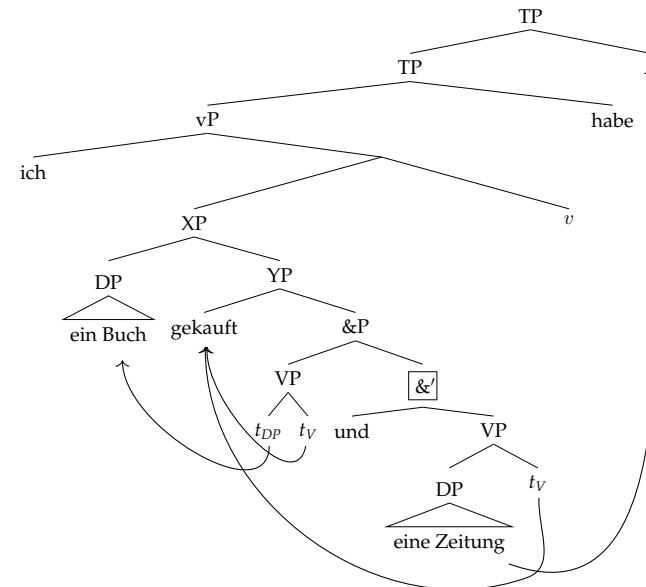 TP
TP
vP habe
ich
v
XP
DP YP
ein Buch gekauft &P
VP &′
t_DP t_V und VP
DP t_V
eine Zeitung